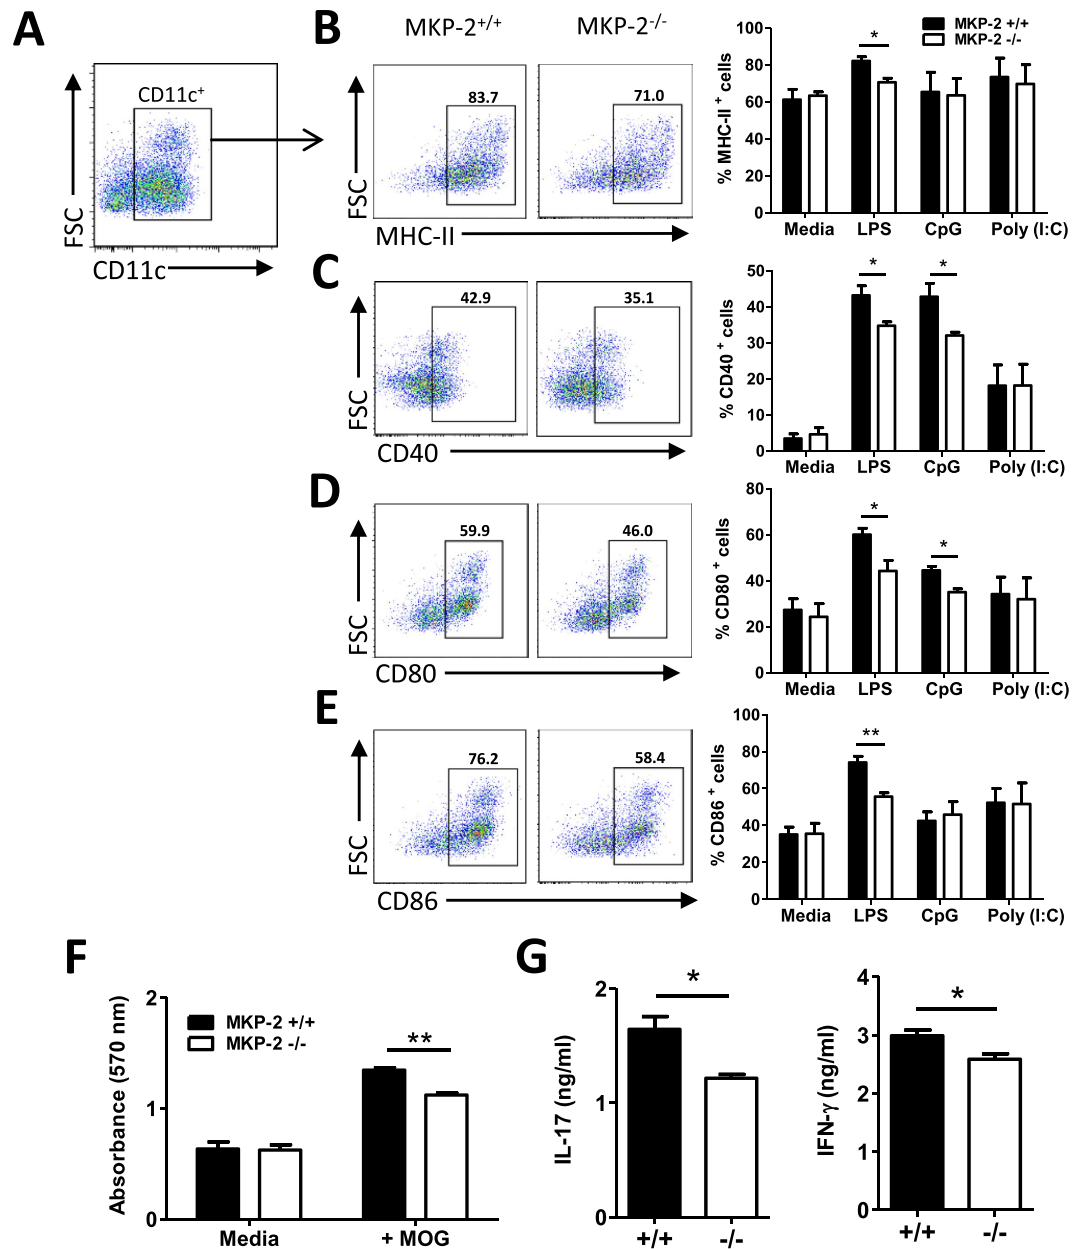 A
CD11c⁺
FSC
CD11c
B
MKP-2⁺/⁺
MKP-2⁻/⁻
83.7
71.0
FSC
MHC-II
MKP-2 +/+
MKP-2 -/-
% MHC-II ⁺ cells
100
80
60
40
20
0
*
Media
LPS
CpG
Poly (I:C)
C
42.9
35.1
FSC
CD40
% CD40 ⁺ cells
50
40
30
20
10
0
*
*
Media
LPS
CpG
Poly (I:C)
D
59.9
46.0
FSC
CD80
% CD80 ⁺ cells
80
60
40
20
0
*
*
Media
LPS
CpG
Poly (I:C)
E
76.2
58.4
FSC
CD86
% CD86 ⁺ cells
100
80
60
40
20
0
**
Media
LPS
CpG
Poly (I:C)
F
Absorbance (570 nm)
2
1
0
MKP-2 +/+
MKP-2 -/-
**
Media
+ MOG
G
IL-17 (ng/ml)
2
1
0
*
+/+
-/-
IFN-γ (ng/ml)
4
3
2
1
0
*
+/+
-/-